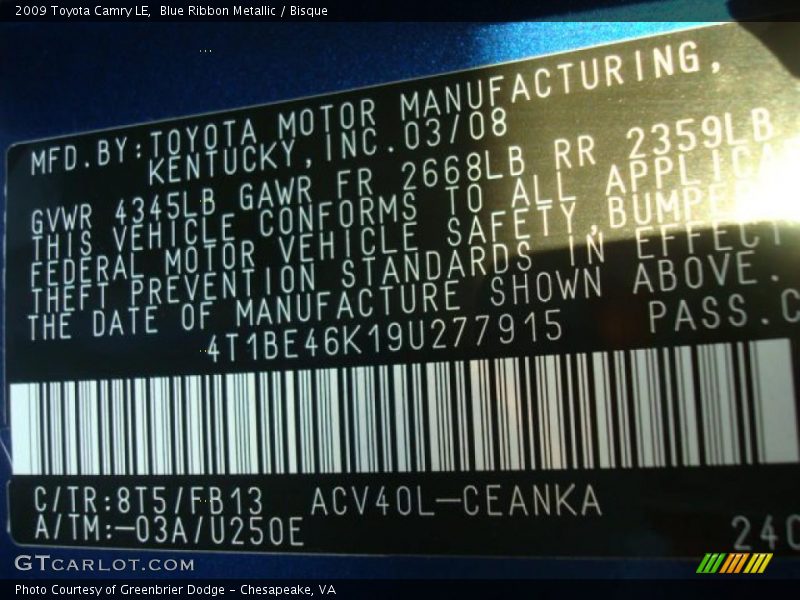 2009 Toyota Camry LE,  Blue Ribbon Metallic / Bisque
MFD.BY:TOYOTA MOTOR MANUFACTURING,
KENTUCKY,INC.03/08
GVWR 4345LB GAWR FR 2668LB RR 2359LB
THIS VEHICLE CONFORMS TO ALL APPLICA
FEDERAL MOTOR VEHICLE SAFETY,BUMPE
THEFT PREVENTION STANDARDS IN EFFECT
THE DATE OF MANUFACTURE SHOWN ABOVE.
4T1BE46K19U277915 PASS.C
C/TR:8T5/FB13 ACV40L-CEANKA
A/TM:-03A/U250E 240
GTCARLOT.COM
Photo Courtesy of Greenbrier Dodge - Chesapeake, VA